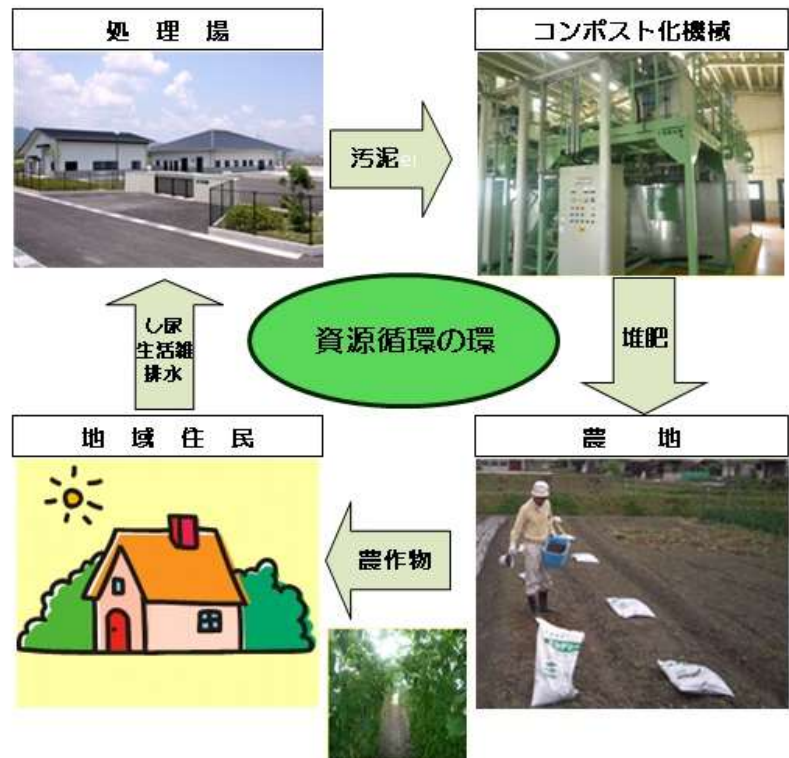 処理場
コンポスト化機械
汚泥
資源循環の環
し尿
生活雑
排水
堆肥
地域住民
農地
農作物